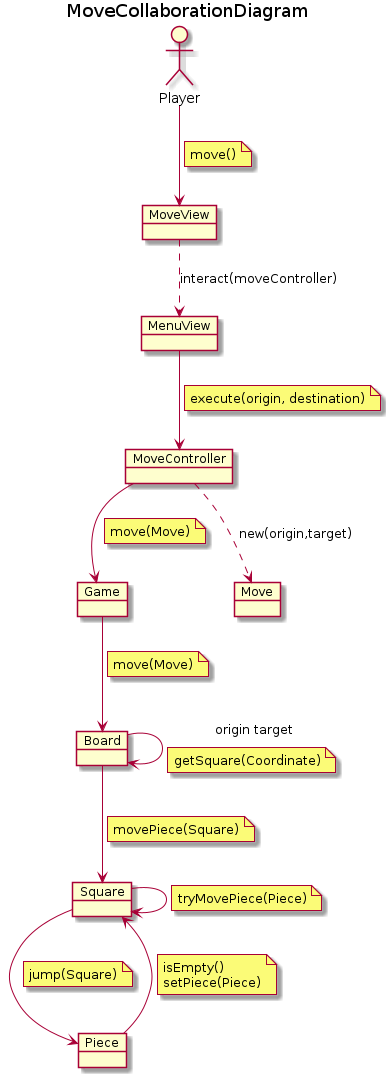 MoveCollaborationDiagram
Player
move()
MoveView
interact(moveController)
MenuView
execute(origin, destination)
MoveController
move(Move)
new(origin,target)
Game
Move
move(Move)
origin target
Board
getSquare(Coordinate)
movePiece(Square)
Square
tryMovePiece(Piece)
jump(Square)
isEmpty()
setPiece(Piece)
Piece